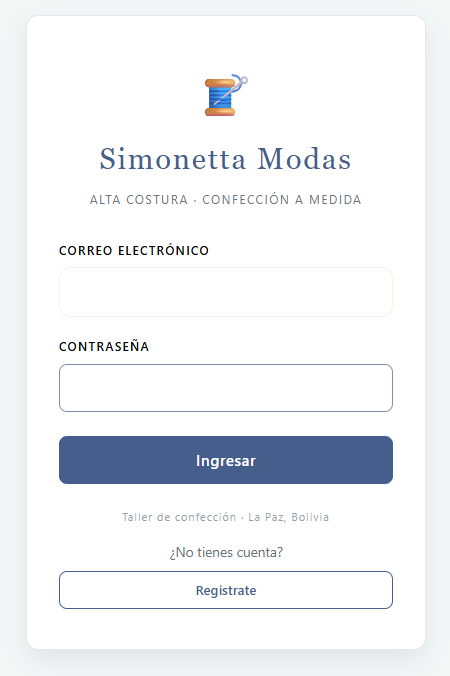 Simonetta Modas
ALTA COSTURA · CONFECCIÓN A MEDIDA
CORREO ELECTRÓNICO
CONTRASEÑA
Ingresar
Taller de confección · La Paz, Bolivia
¿No tienes cuenta?
Registrate